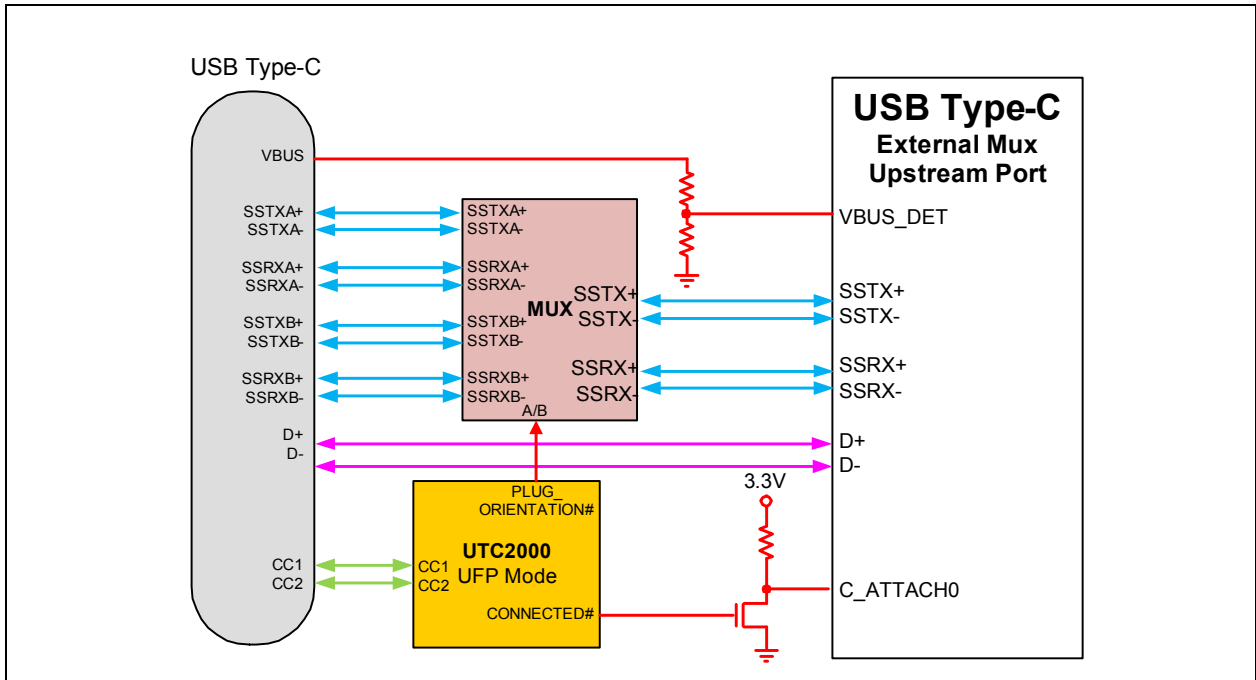 USB Type-C
VBUS
SSTXA+
SSTXA-
SSRXA+
SSRXA-
SSTXB+
SSTXB-
SSRXB+
SSRXB-
D+
D-
CC1
CC2
SSTXA+
SSTXA-
SSRXA+
SSRXA-
SSTXB+
SSTXB-
SSRXB+
SSRXB-
MUX
SSTX+
SSTX-
SSRX+
SSRX-
A/B
PLUG_
ORIENTATION#
UTC2000
UFP Mode
CC1
CC2
CONNECTED#
3.3V
USB Type-C
External Mux
Upstream Port
VBUS_DET
SSTX+
SSTX-
SSRX+
SSRX-
D+
D-
C_ATTACH0